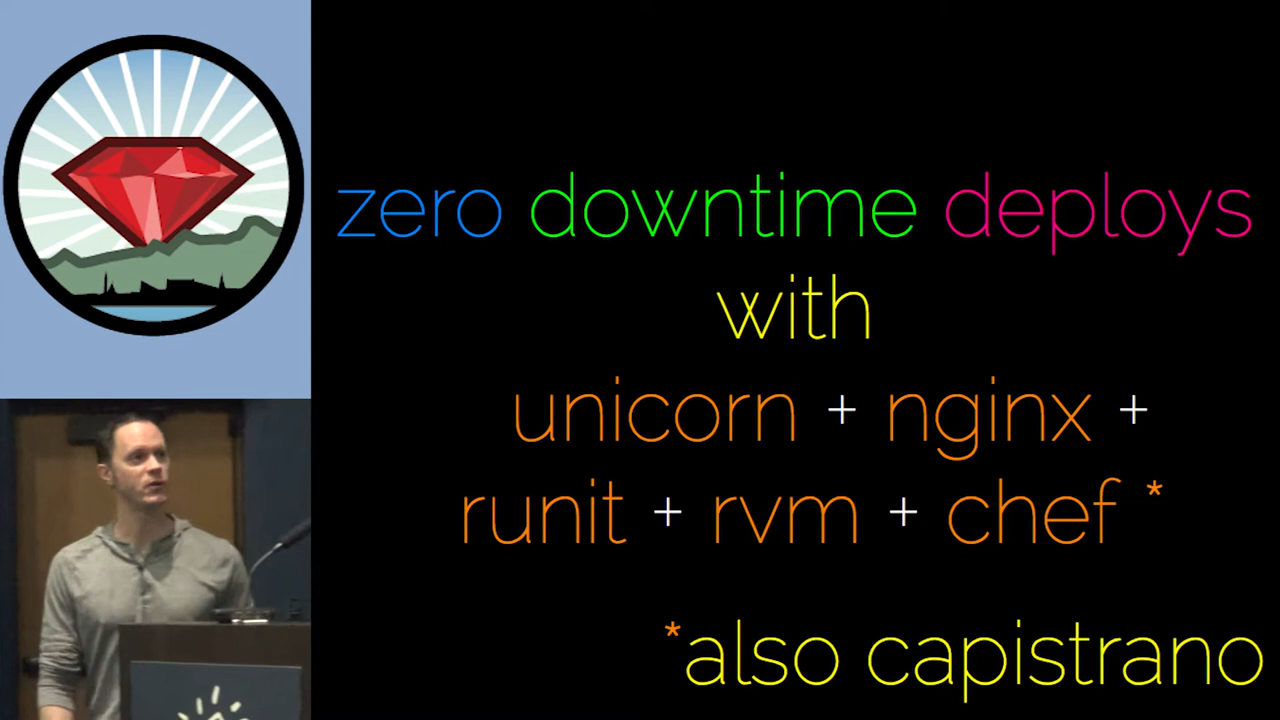 zero downtime deploys
with
unicorn + nginx +
runit + rvm + chef *
*also capistrano